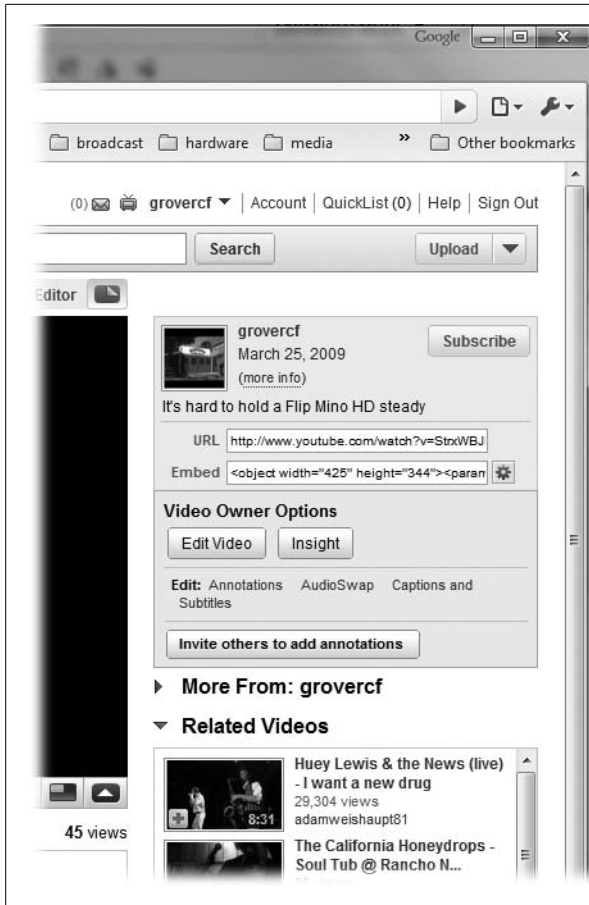 Google
broadcast hardware media » Other bookmarks
(0) grovercf Account QuickList (0) Help Sign Out
Search Upload
Editor
grovercf
Subscribe
March 25, 2009
(more info)
It's hard to hold a Flip Mino HD steady
URL http://www.youtube.com/watch?v=StrxWBJ
Embed <object width="425" height="344"><param
Video Owner Options
Edit Video Insight
Edit: Annotations AudioSwap Captions and
Subtitles
Invite others to add annotations
More From: grovercf
Related Videos
Huey Lewis & the News (live)
- I want a new drug
29,304 views
8:31
adamweishaupt81
45 views
The California Honeydrops -
Soul Tub @ Rancho N...